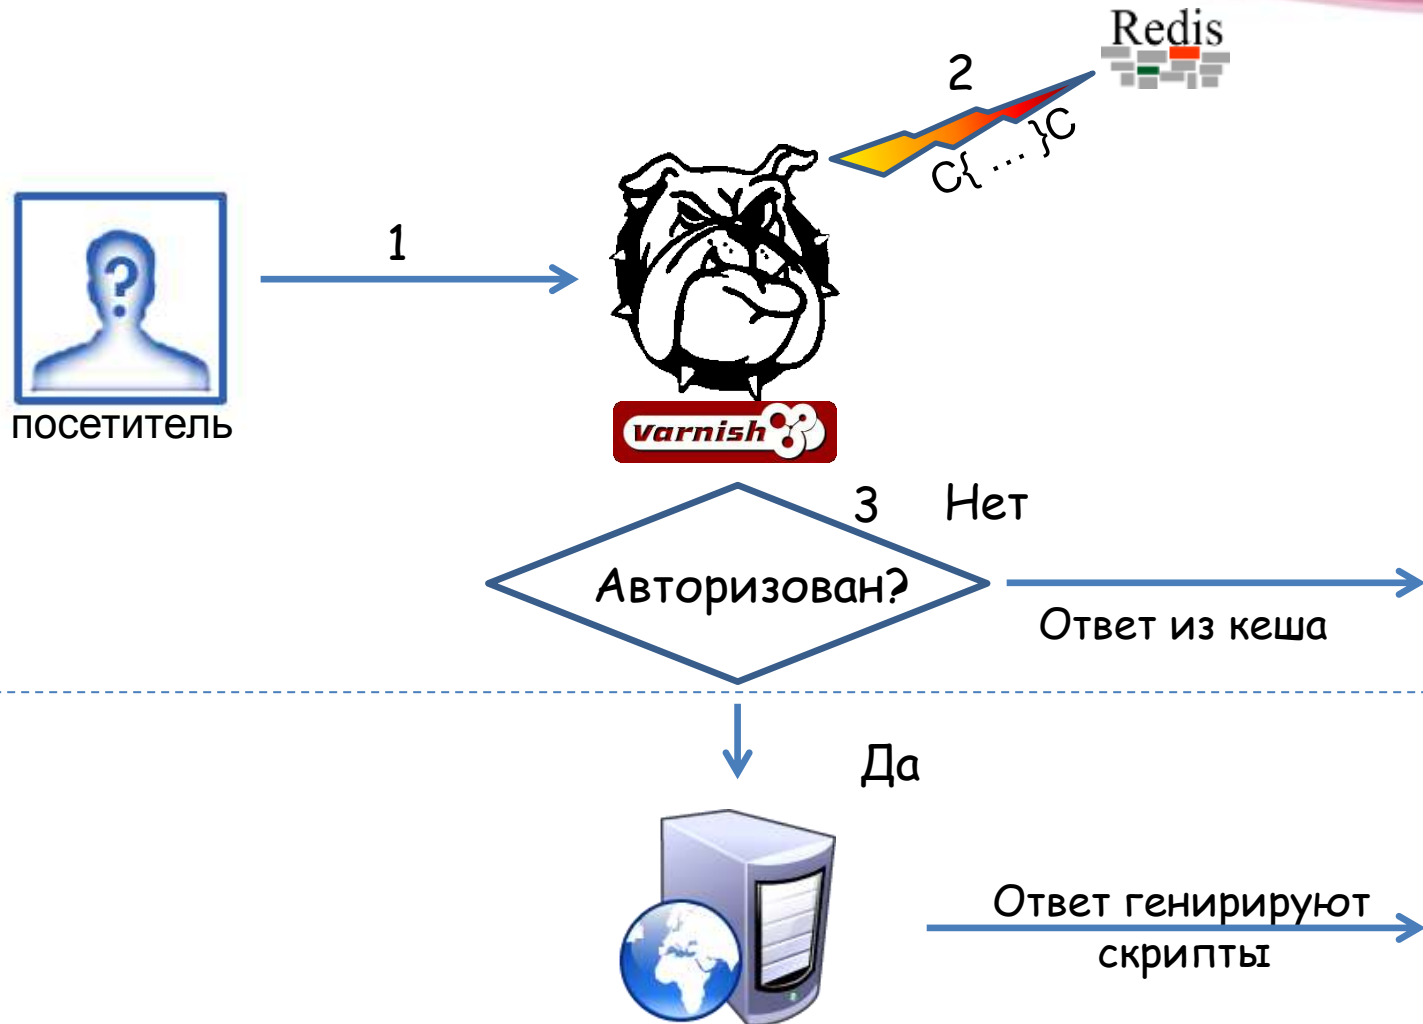 Redis
2
C{ ... }C
1
?
посетитель
varnish
3
Нет
Авторизован?
Ответ из кеша
Да
Ответ генирируют
скрипты